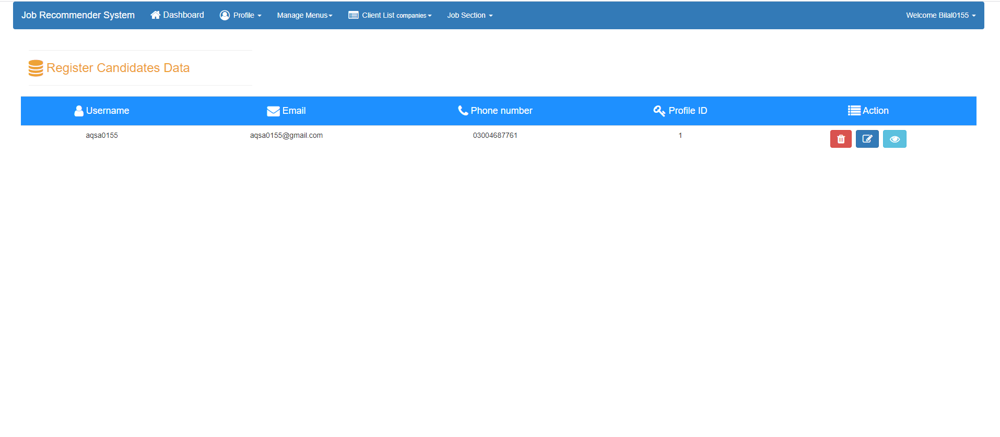 Job Recommender System Dashboard Profile Manage Menus Client List companies Job Section Welcome Bilal0155
Register Candidates Data
Username Email Phone number Profile ID Action
aqsa0155 aqsa0155@gmail.com 03004687761 1